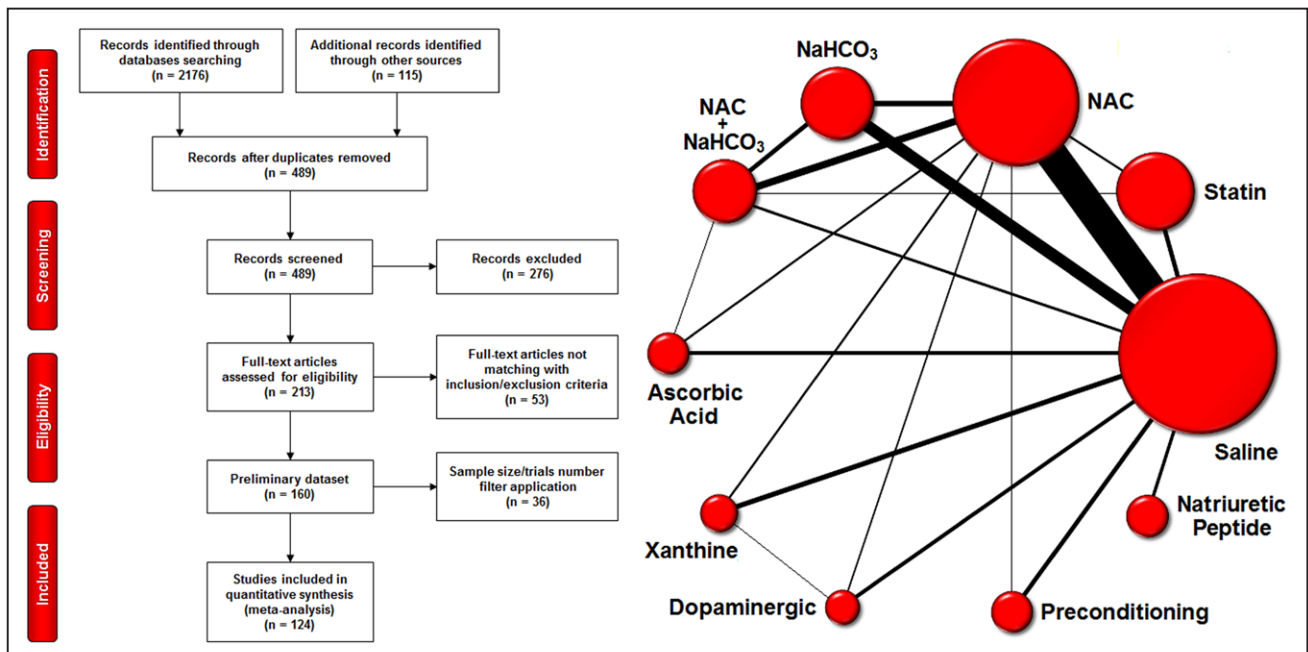 Identification
Records identified through
databases searching
(n = 2176)
Additional records identified
through other sources
(n = 115)
Records after duplicates removed
(n = 489)
Screening
Records screened
(n = 489)
Records excluded
(n = 276)
Eligibility
Full-text articles
assessed for eligibility
(n = 213)
Full-text articles not
matching with
inclusion/exclusion criteria
(n = 53)
Preliminary dataset
(n = 160)
Sample size/trials number
filter application
(n = 36)
Included
Studies included in
quantitative synthesis
(meta-analysis)
(n = 124)
NaHCO₃
NAC
NAC
+
NaHCO₃
Statin
Saline
Ascorbic
Acid
Natriuretic
Peptide
Xanthine
Dopaminergic
Preconditioning